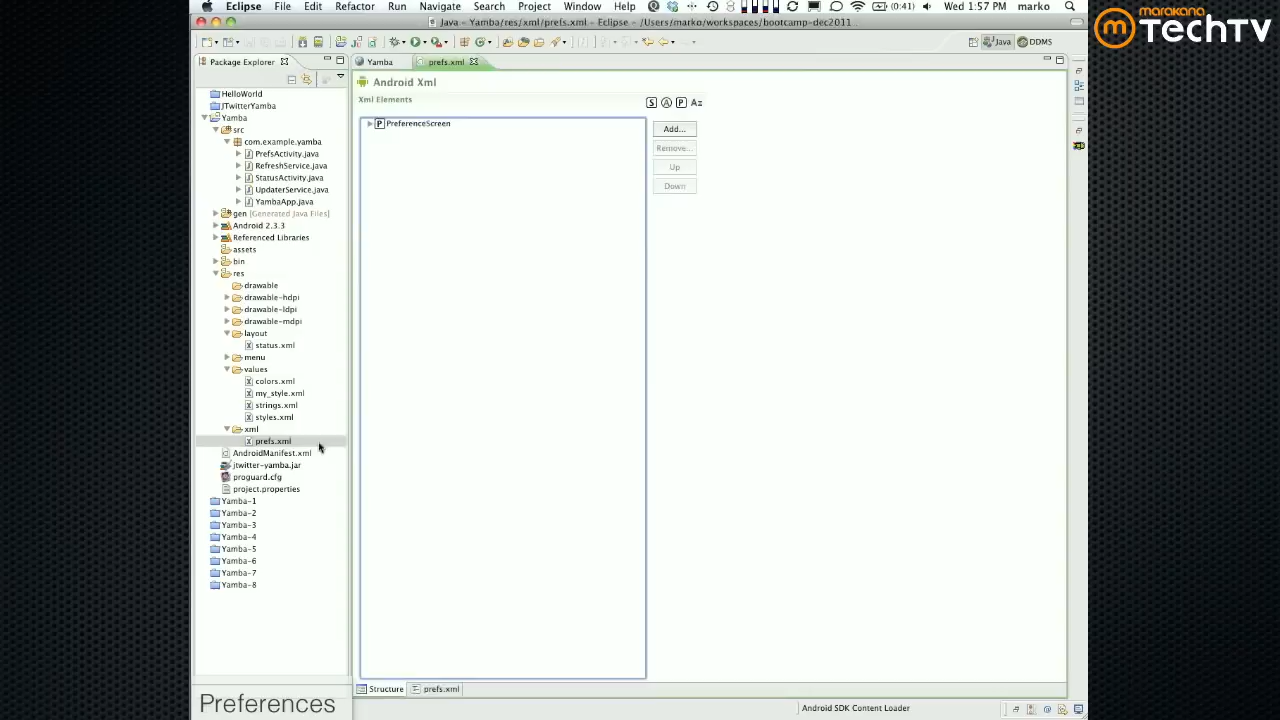 Eclipse File Edit Refactor Run Navigate Search Project Window Help (0:41) Wed 1:57 PM marko
Java – Yamba/res/xml/prefs.xml – Eclipse – /Users/marko/workspaces/bootcamp-dec2011
marakana
TechTV
Java DDMS
Package Explorer
Yamba prefs.xml
Android Xml
Xml Elements
S A P Az
P PreferenceScreen
Add...
Remove...
Up
Down
HelloWorld
JTwitterYamba
Yamba
src
com.example.yamba
PrefsActivity.java
RefreshService.java
StatusActivity.java
UpdaterService.java
YambaApp.java
gen [Generated Java Files]
Android 2.3.3
Referenced Libraries
assets
bin
res
drawable
drawable-hdpi
drawable-ldpi
drawable-mdpi
layout
status.xml
menu
values
colors.xml
my_style.xml
strings.xml
styles.xml
xml
prefs.xml
AndroidManifest.xml
jtwitter-yamba.jar
proguard.cfg
project.properties
Yamba-1
Yamba-2
Yamba-3
Yamba-4
Yamba-5
Yamba-6
Yamba-7
Yamba-8
Structure prefs.xml
Preferences
Android SDK Content Loader